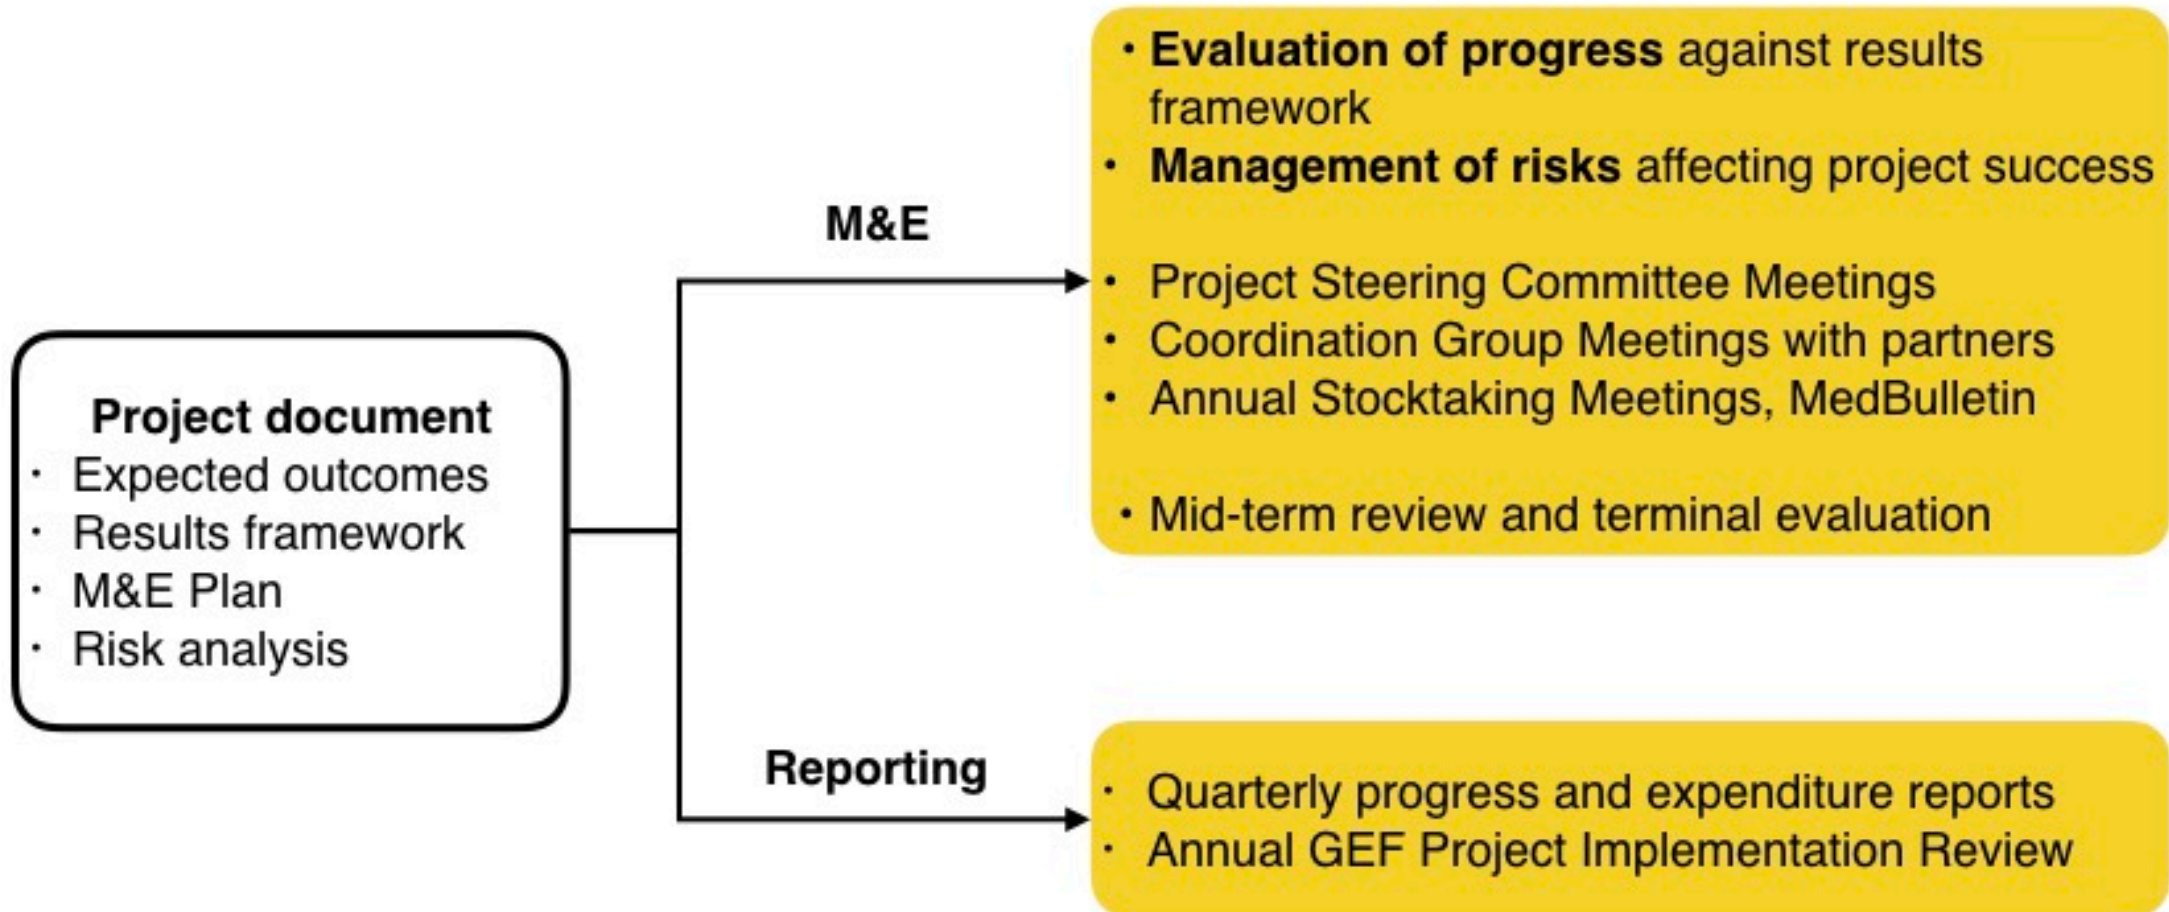 Project document
· Expected outcomes
· Results framework
· M&E Plan
· Risk analysis
M&E
· Evaluation of progress against results
framework
· Management of risks affecting project success
· Project Steering Committee Meetings
· Coordination Group Meetings with partners
· Annual Stocktaking Meetings, MedBulletin
· Mid-term review and terminal evaluation
Reporting
· Quarterly progress and expenditure reports
· Annual GEF Project Implementation Review